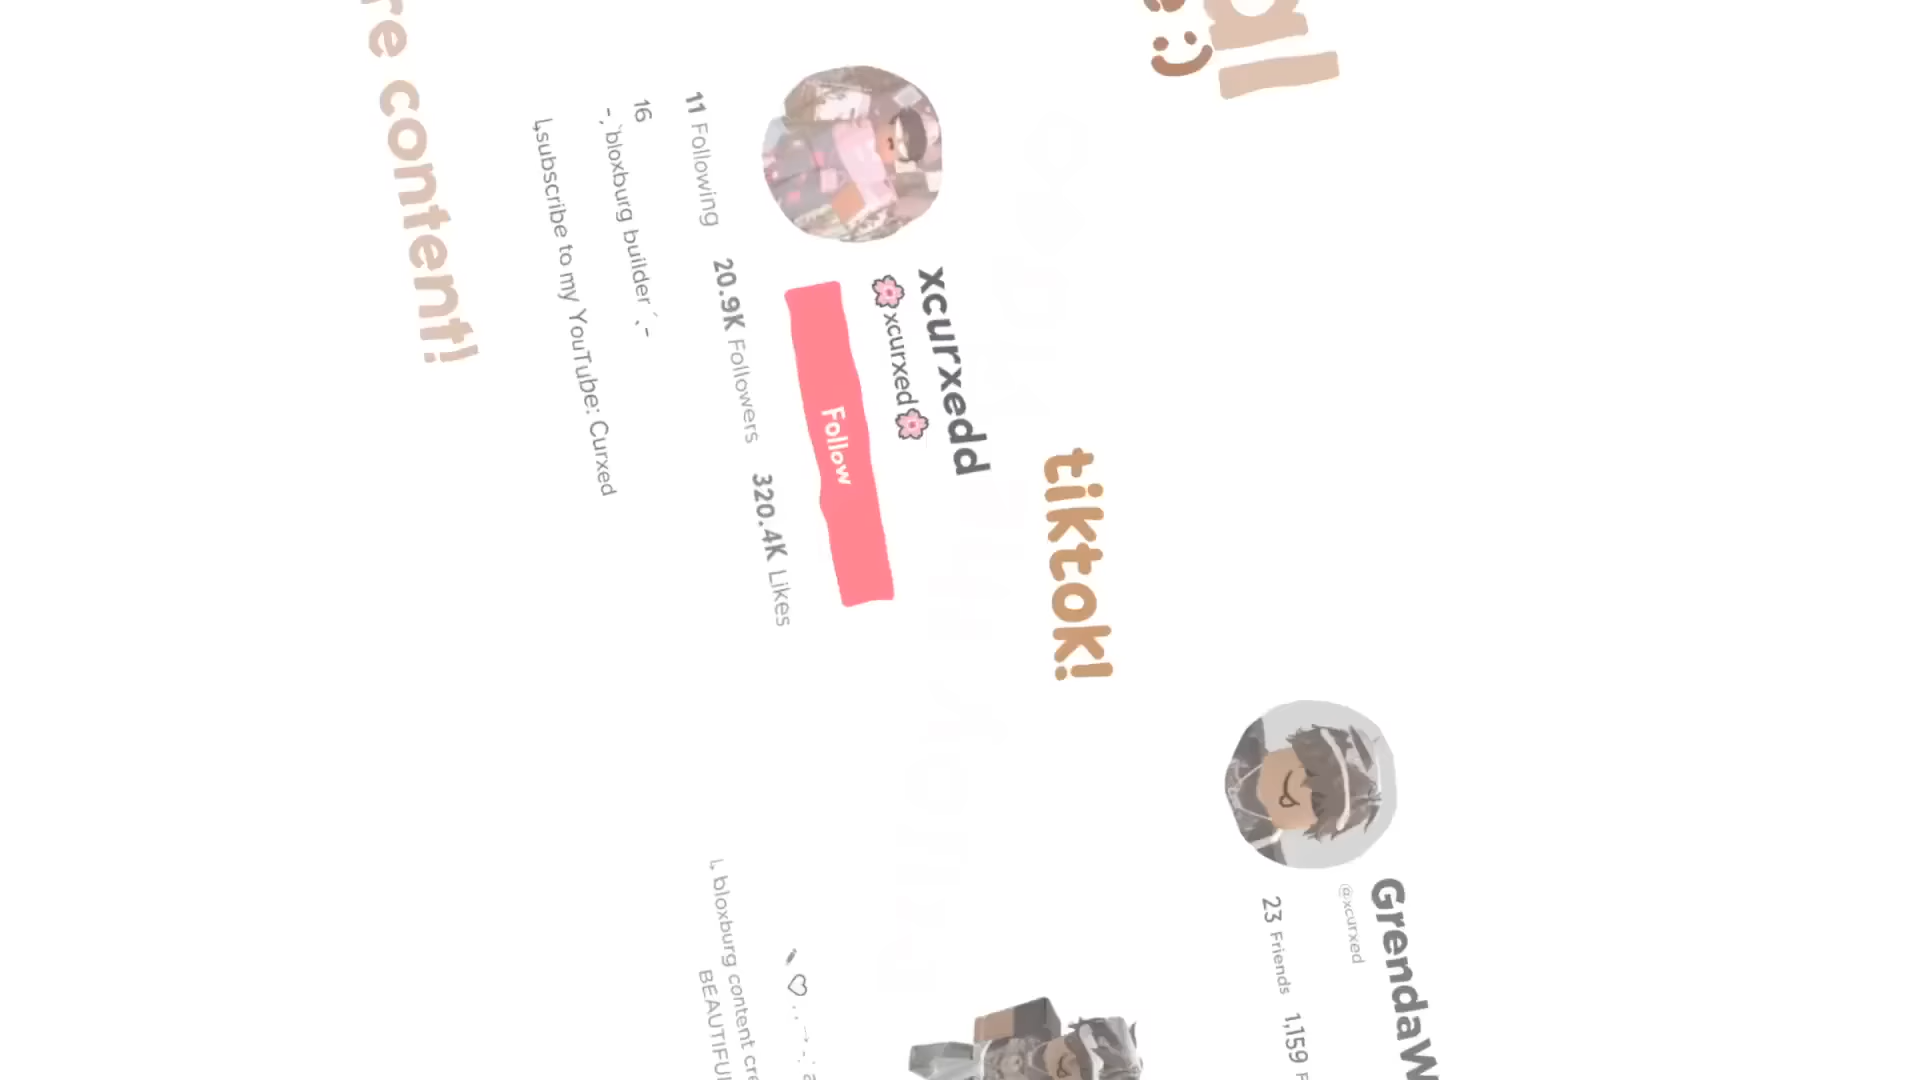 re content!
:)
tiktok!
xcurxedd
🌸xcurxed🌸
Follow
11 Following 20.9K Followers 320.4K Likes
16
-,`bloxburg builder ´,-
↳subscribe to my YouTube: Curxed
GrendaW
@xcurxed
23 Friends 1,159 F
♡
↳ bloxburg content cre
BEAUTIFU